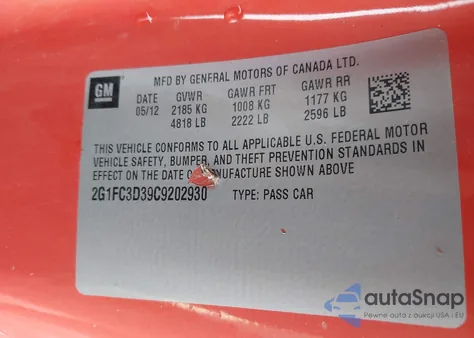 GM
MFD BY GENERAL MOTORS OF CANADA LTD.
DATE GVWR GAWR FRT GAWR RR
05/12 2185 KG 1008 KG 1177 KG
4818 LB 2222 LB 2596 LB
THIS VEHICLE CONFORMS TO ALL APPLICABLE U.S. FEDERAL MOTOR
VEHICLE SAFETY, BUMPER, AND THEFT PREVENTION STANDARDS IN
EFFECT ON THE DATE O NUFACTURE SHOWN ABOVE
2G1FC3D39C9202930 TYPE: PASS CAR
autaSnap
Pewne auta z aukcji USA i EU